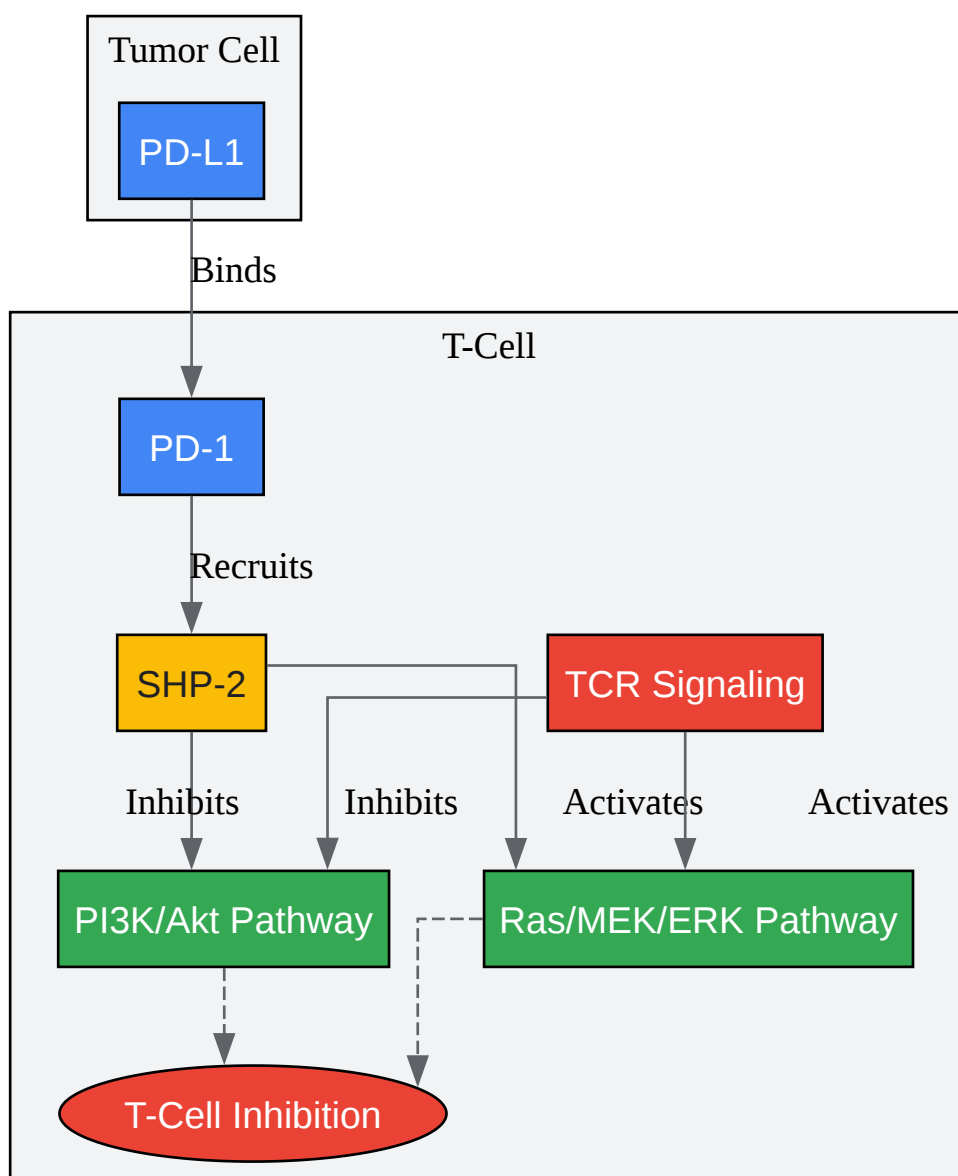 Tumor Cell
PD-L1
Binds
T-Cell
PD-1
Recruits
SHP-2
TCR Signaling
Inhibits
Inhibits
Activates
Activates
PI3K/Akt Pathway
Ras/MEK/ERK Pathway
T-Cell Inhibition